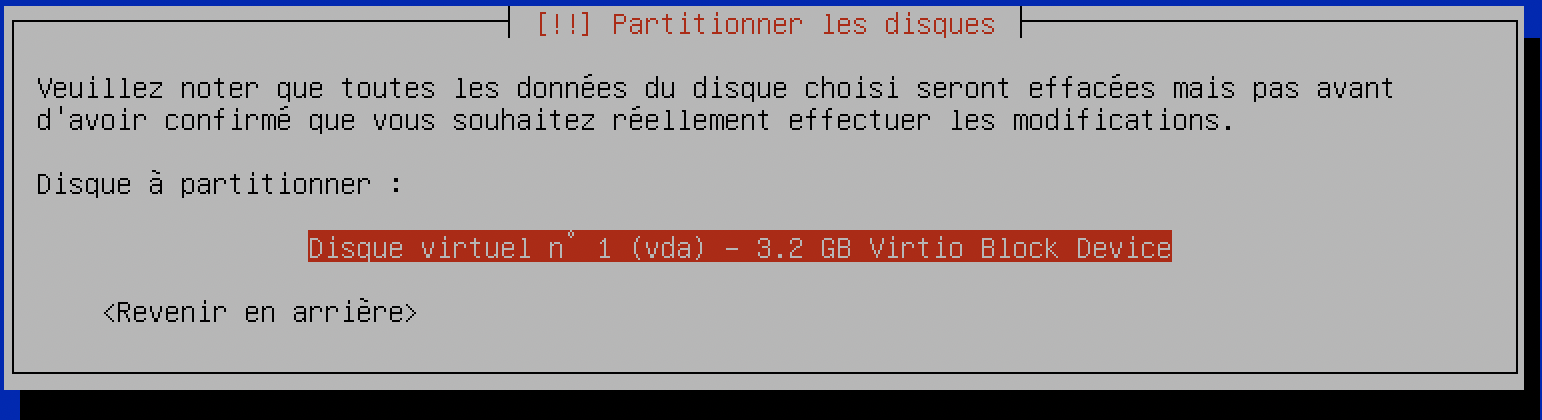 [!!] Partitionner les disques
Veuillez noter que toutes les données du disque choisi seront effacées mais pas avant
d'avoir confirmé que vous souhaitez réellement effectuer les modifications.
Disque à partitionner :
Disque virtuel n° 1 (vda) - 3.2 GB Virtio Block Device
<Revenir en arrière>